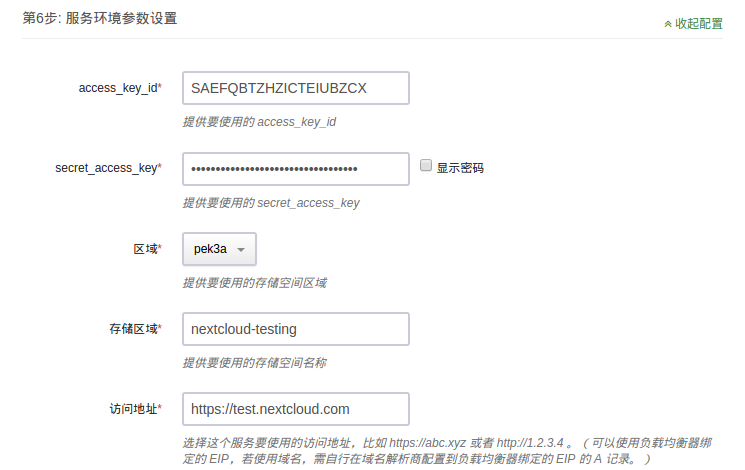 第6步: 服务环境参数设置
收起配置
access_key_id*
SAEFQBTZHZICTEIUBZCX
提供要使用的 access_key_id
secret_access_key*
••••••••••••••••••••••••••••••••••
显示密码
提供要使用的 secret_access_key
区域*
pek3a
提供要使用的存储空间区域
存储区域*
nextcloud-testing
提供要使用的存储空间名称
访问地址*
https://test.nextcloud.com
选择这个服务要使用的访问地址，比如 https://abc.xyz 或者 http://1.2.3.4 。（ 可以使用负载均衡器绑
定的 EIP，若使用域名，需自行在域名解析商配置到负载均衡器绑定的 EIP 的 A 记录。 ）